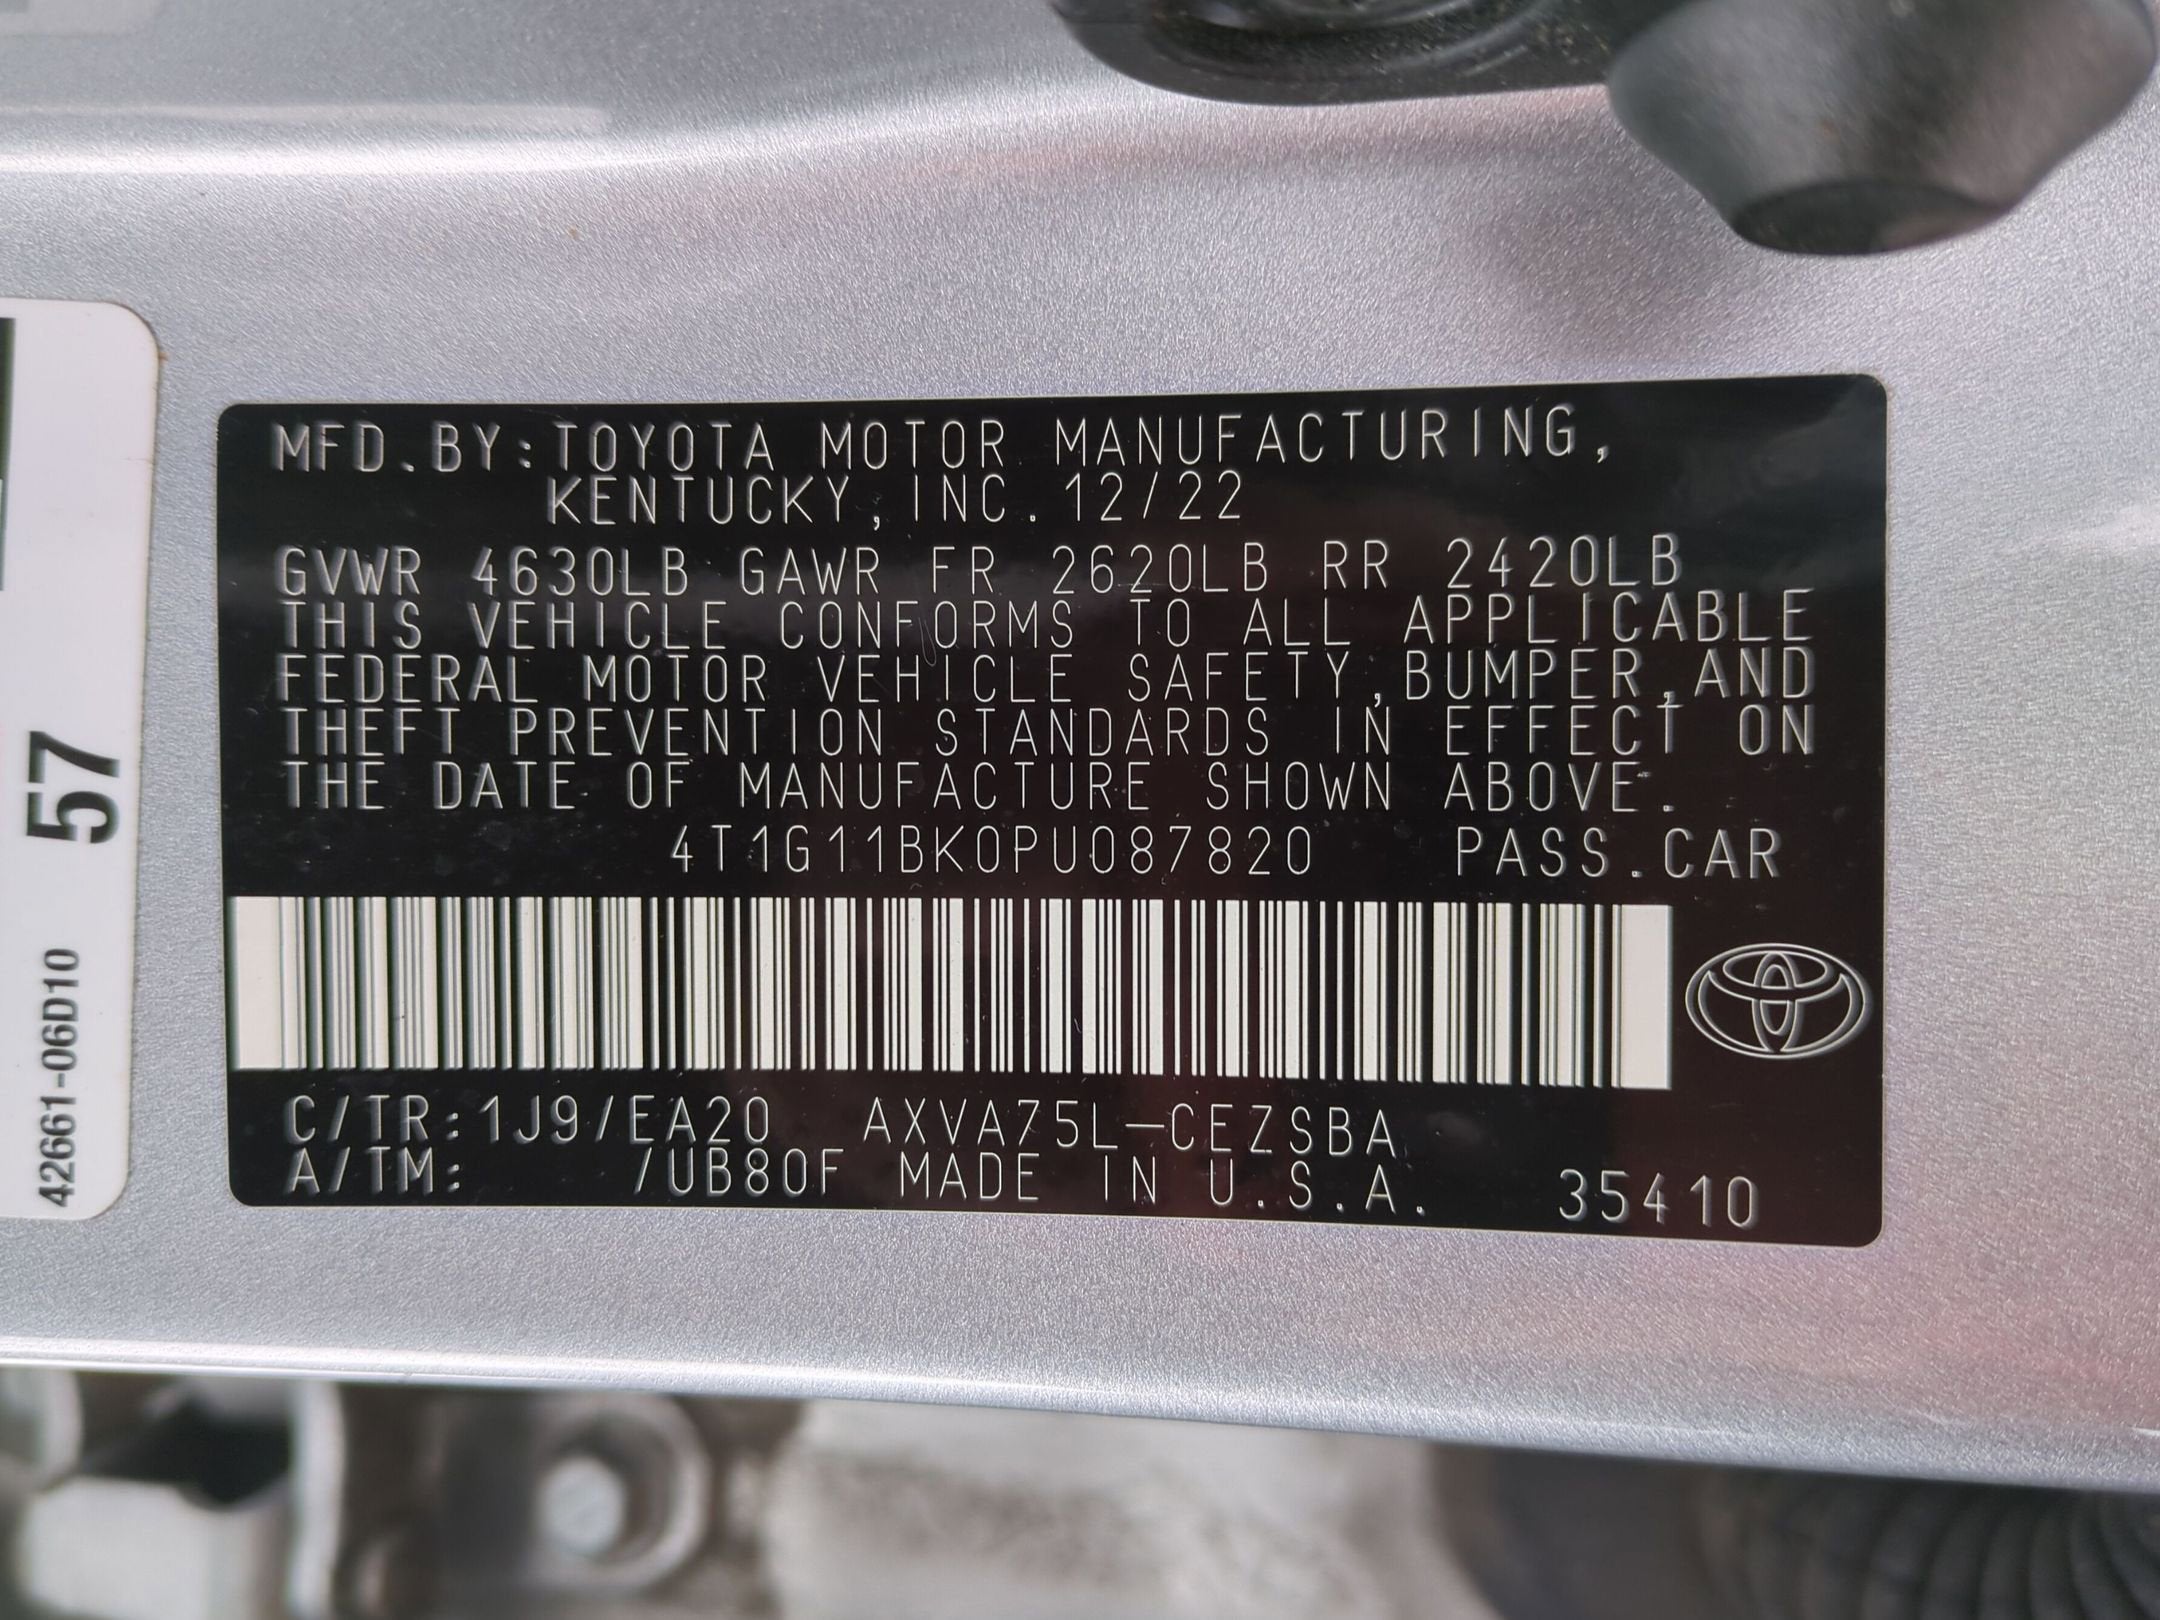 MFD.BY:TOYOTA MOTOR MANUFACTURING,
KENTUCKY,INC.12/22
GVWR 4630LB GAWR FR 2620LB RR 2420LB
THIS VEHICLE CONFORMS TO ALL APPLICABLE
FEDERAL MOTOR VEHICLE SAFETY,BUMPER,AND
THEFT PREVENTION STANDARDS IN EFFECT ON
THE DATE OF MANUFACTURE SHOWN ABOVE.
4T1G11BK0PU087820 PASS.CAR
C/TR:1J9/EA20 AXVA75L-CEZSBA
A/TM: /UB80F MADE IN U.S.A. 35410
57
42661-06D10